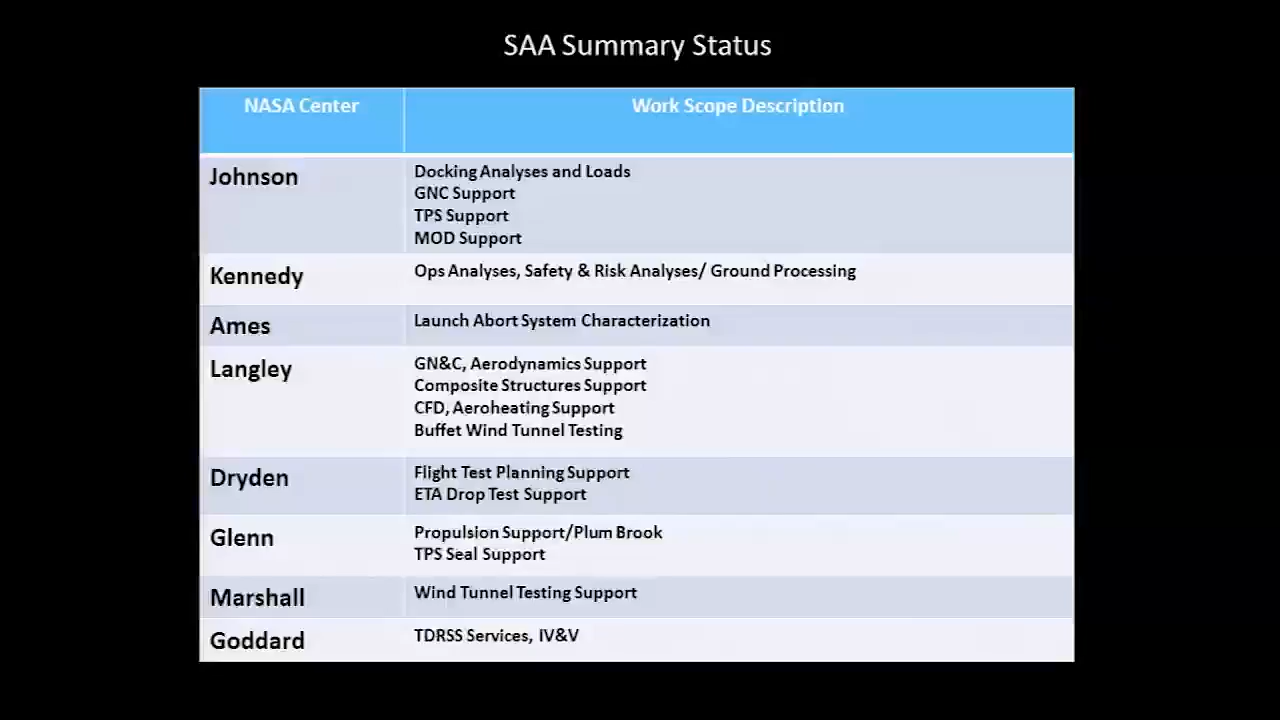 SAA Summary Status
NASA Center
Work Scope Description
Johnson
Docking Analyses and Loads
GNC Support
TPS Support
MOD Support
Kennedy
Ops Analyses, Safety & Risk Analyses/ Ground Processing
Ames
Launch Abort System Characterization
Langley
GN&C, Aerodynamics Support
Composite Structures Support
CFD, Aeroheating Support
Buffet Wind Tunnel Testing
Dryden
Flight Test Planning Support
ETA Drop Test Support
Glenn
Propulsion Support/Plum Brook
TPS Seal Support
Marshall
Wind Tunnel Testing Support
Goddard
TDRSS Services, IV&V